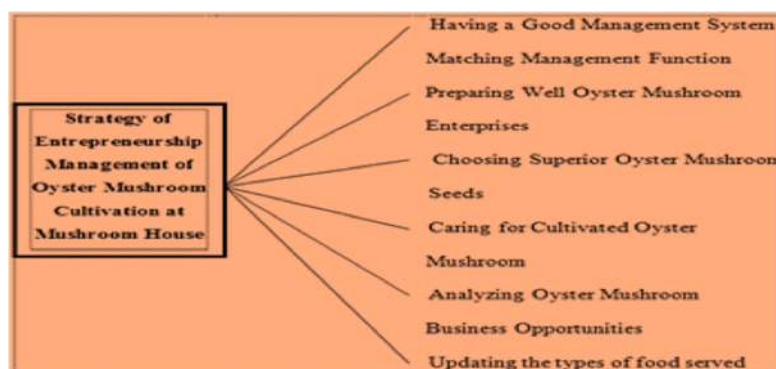 Strategy of
Entrepreneurship
Management of
Oyster Mushroom
Cultivation at
Mushroom House
Having a Good Management System
Matching Management Function
Preparing Well Oyster Mushroom
Enterprises
Choosing Superior Oyster Mushroom
Seeds
Caring for Cultivated Oyster
Mushroom
Analyzing Oyster Mushroom
Business Opportunities
Updating the types of food served